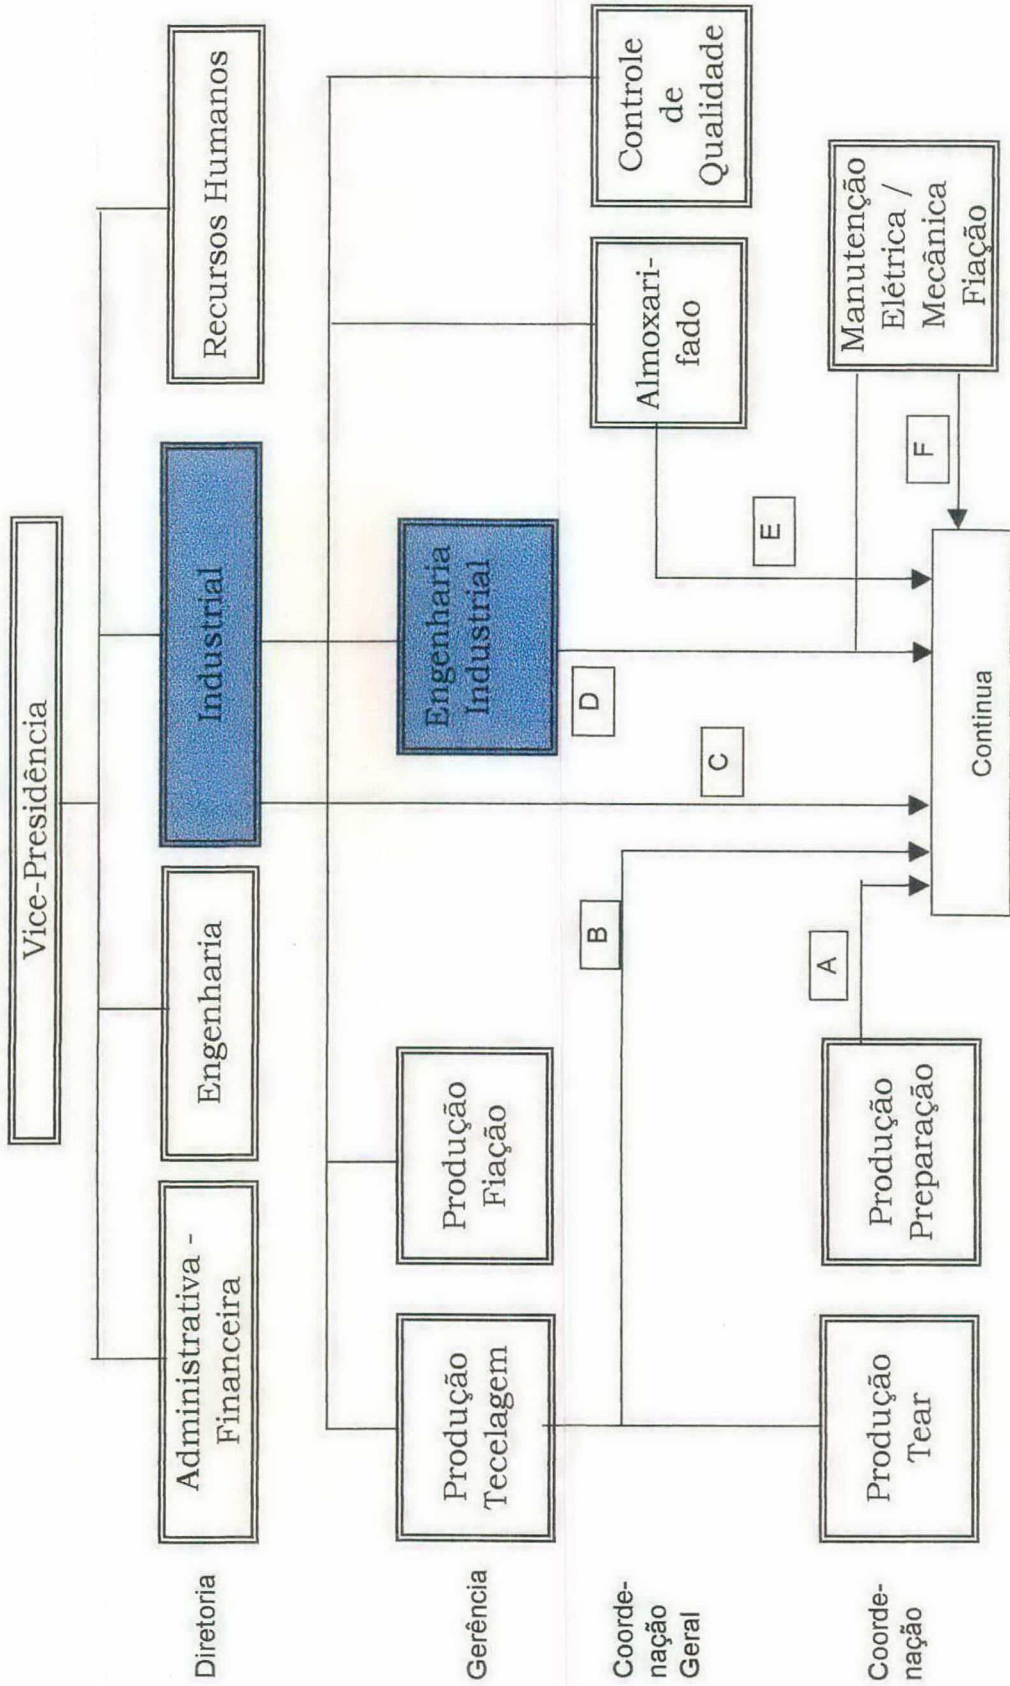 Vice-Presidência
Diretoria
Administrativa -
Financeira
Engenharia
Industrial
Recursos Humanos
Gerência
Produção
Tecelagem
Produção
Fiação
Engenharia
Industrial
Coorde-
nação
Geral
Almoxari-
fado
Controle
de
Qualidade
B
D
C
E
Coorde-
nação
Produção
Tear
Produção
Preparação
A
F
Manutenção
Elétrica /
Mecânica
Fiação
Continua